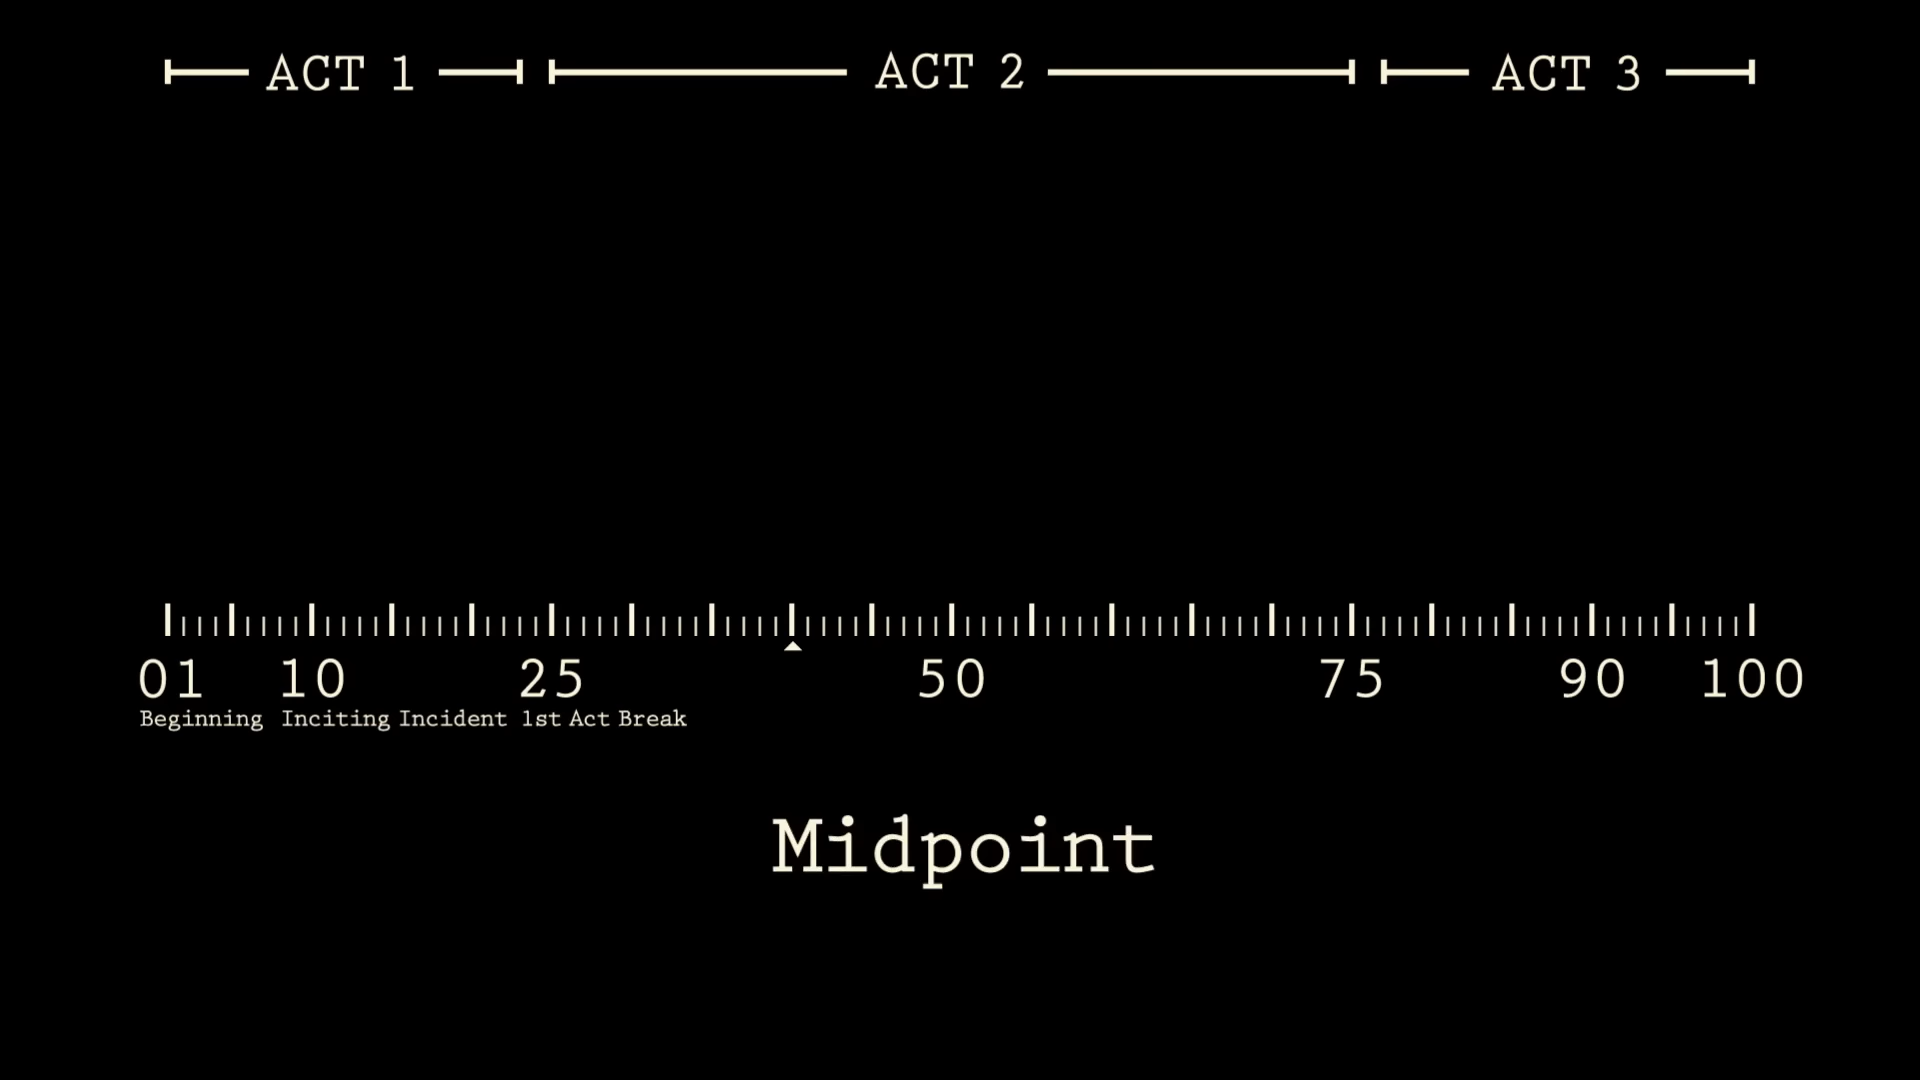 ACT 1 ACT 2 ACT 3
01 10 25 50 75 90 100
Beginning Inciting Incident 1st Act Break
Midpoint